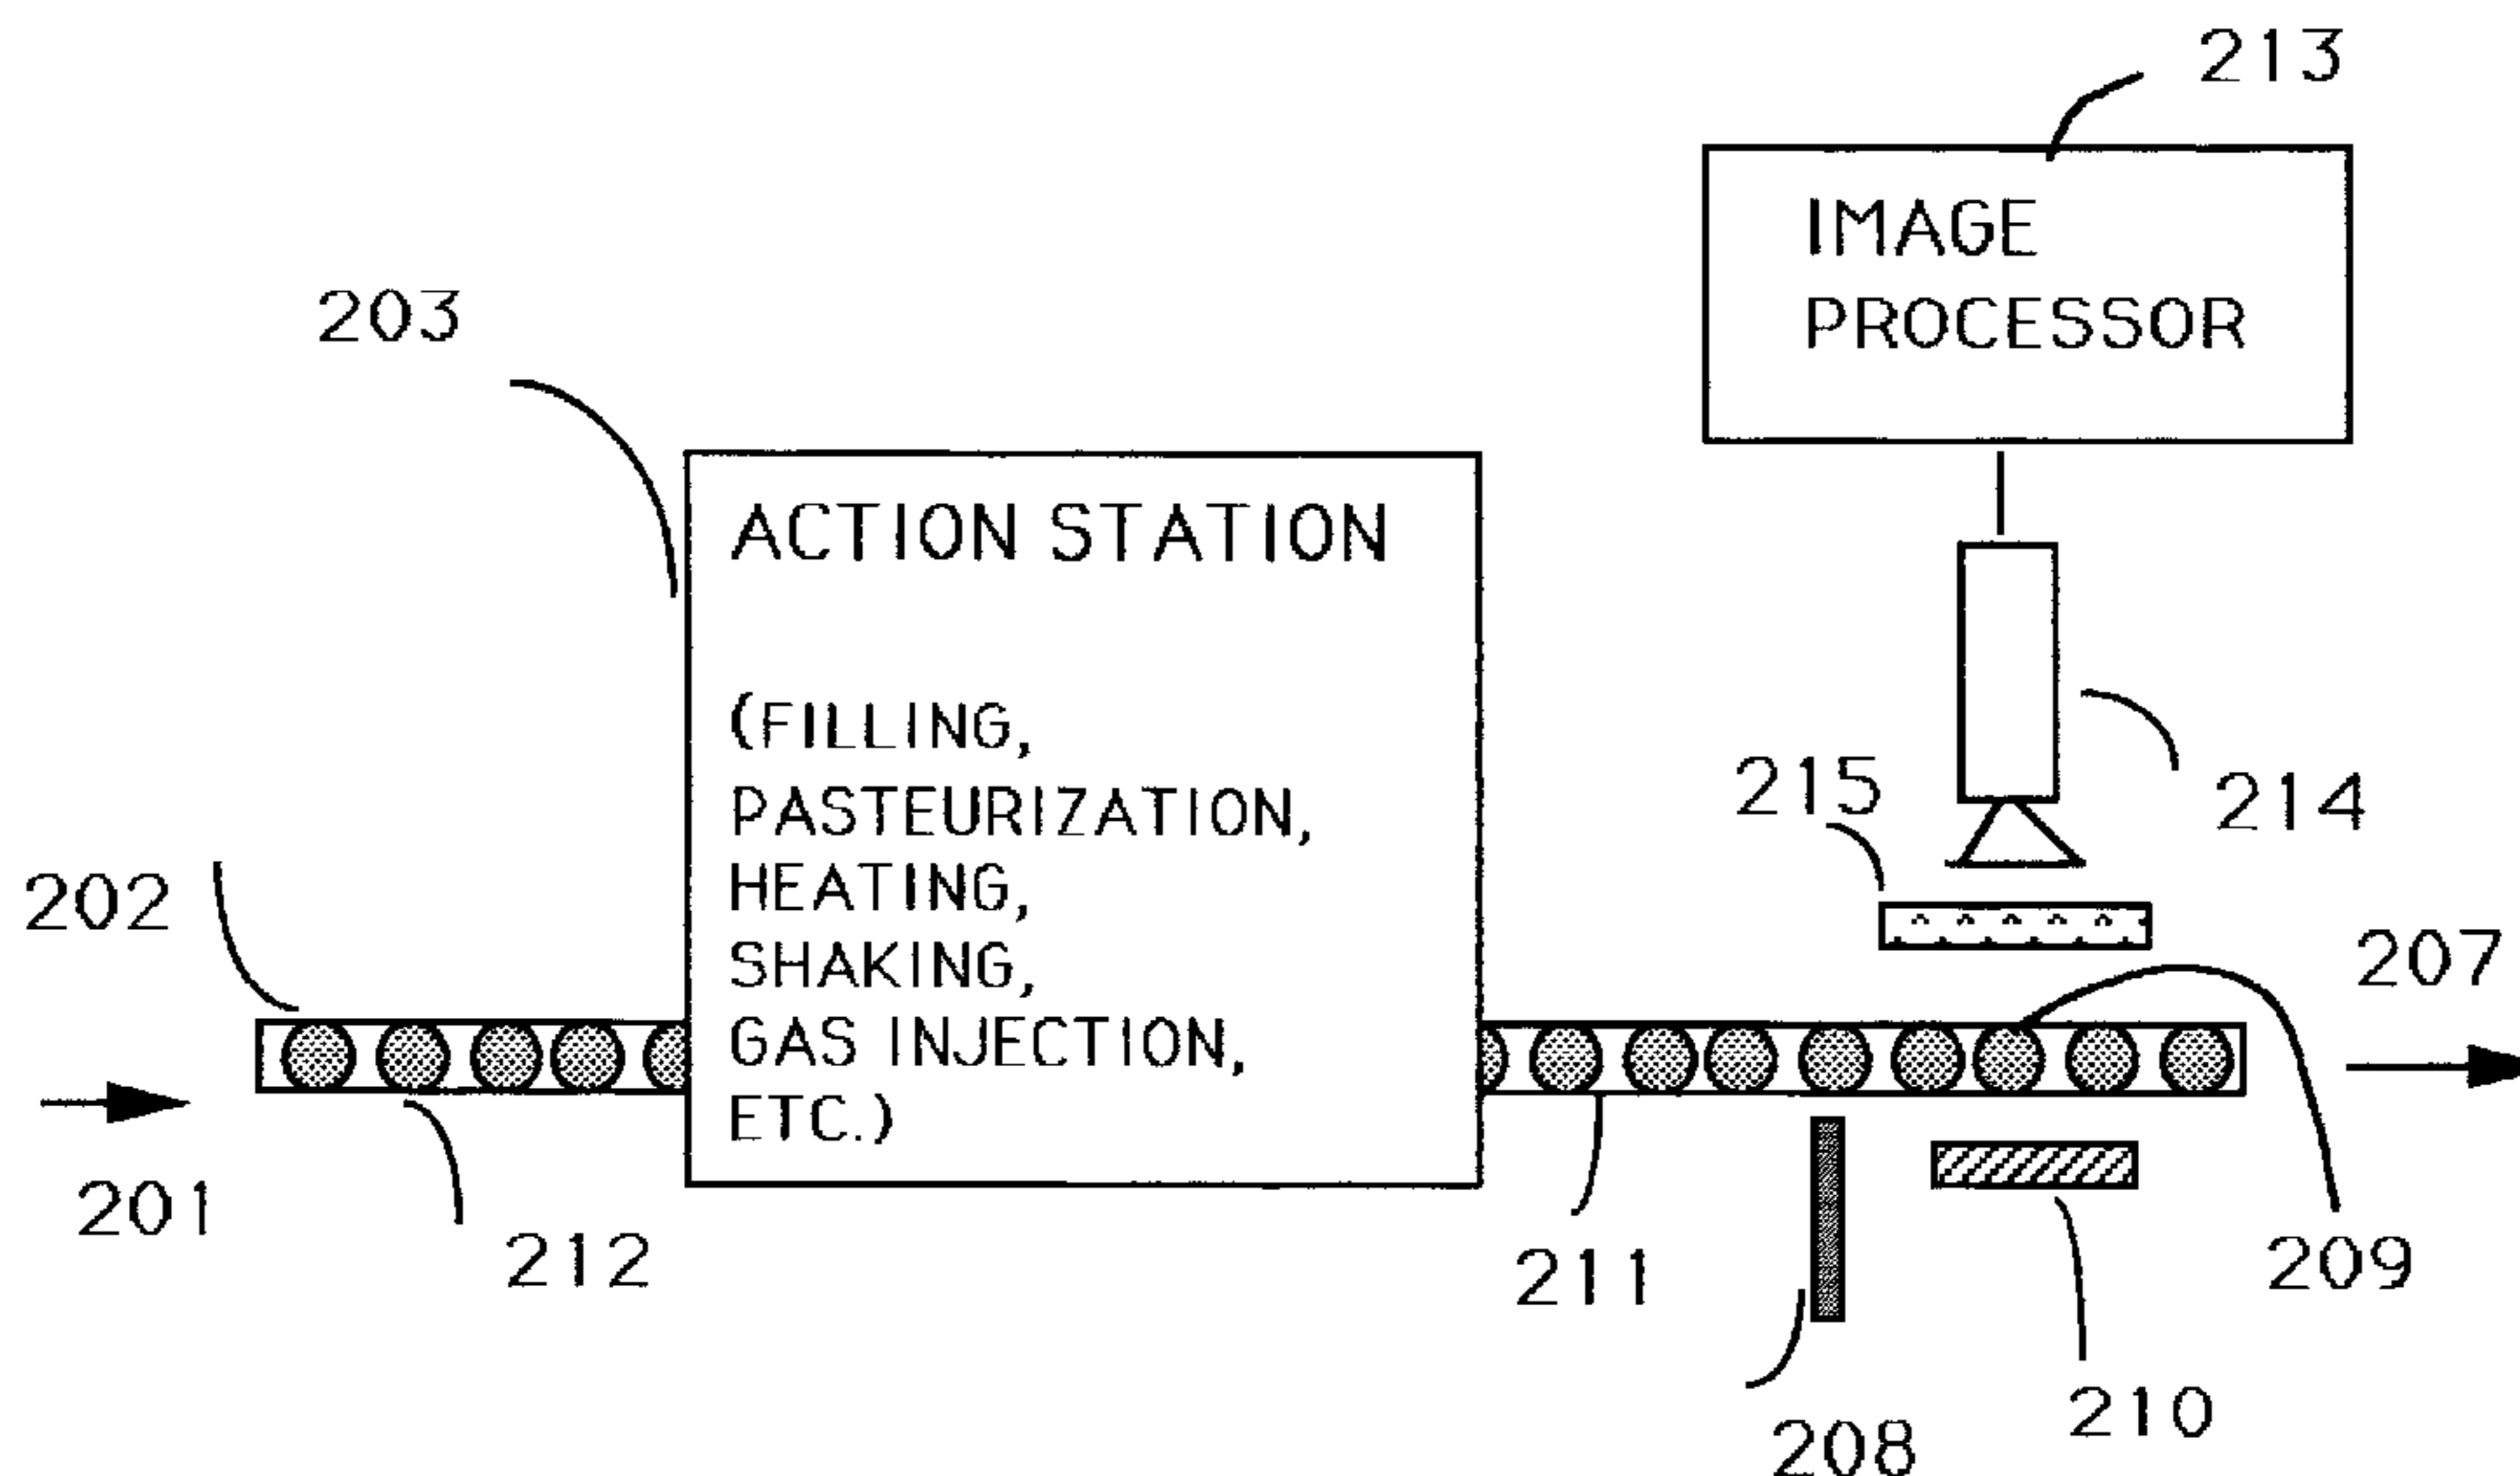 213
IMAGE
PROCESSOR
203
ACTION STATION
(FILLING,
PASTEURIZATION,
HEATING,
SHAKING,
GAS INJECTION,
ETC.)
215
214
202
207
201
212
211
209
210
208